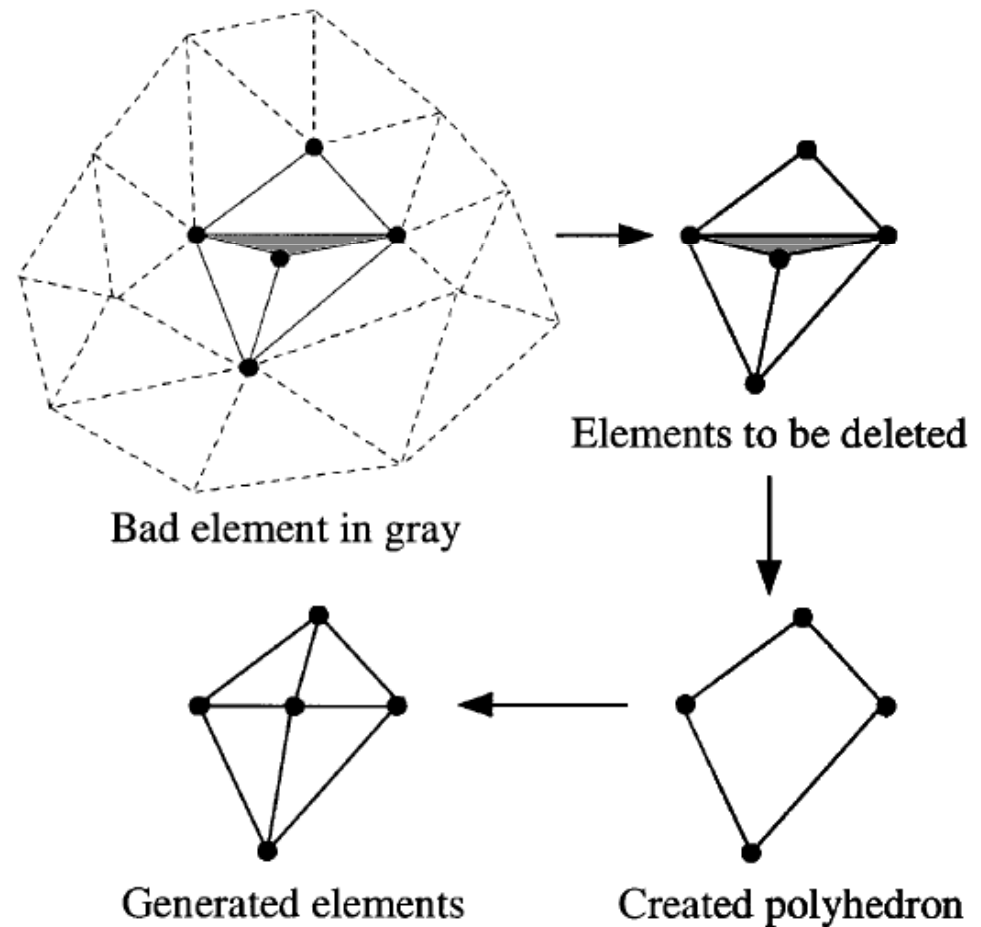 Elements to be deleted
Bad element in gray
Generated elements
Created polyhedron